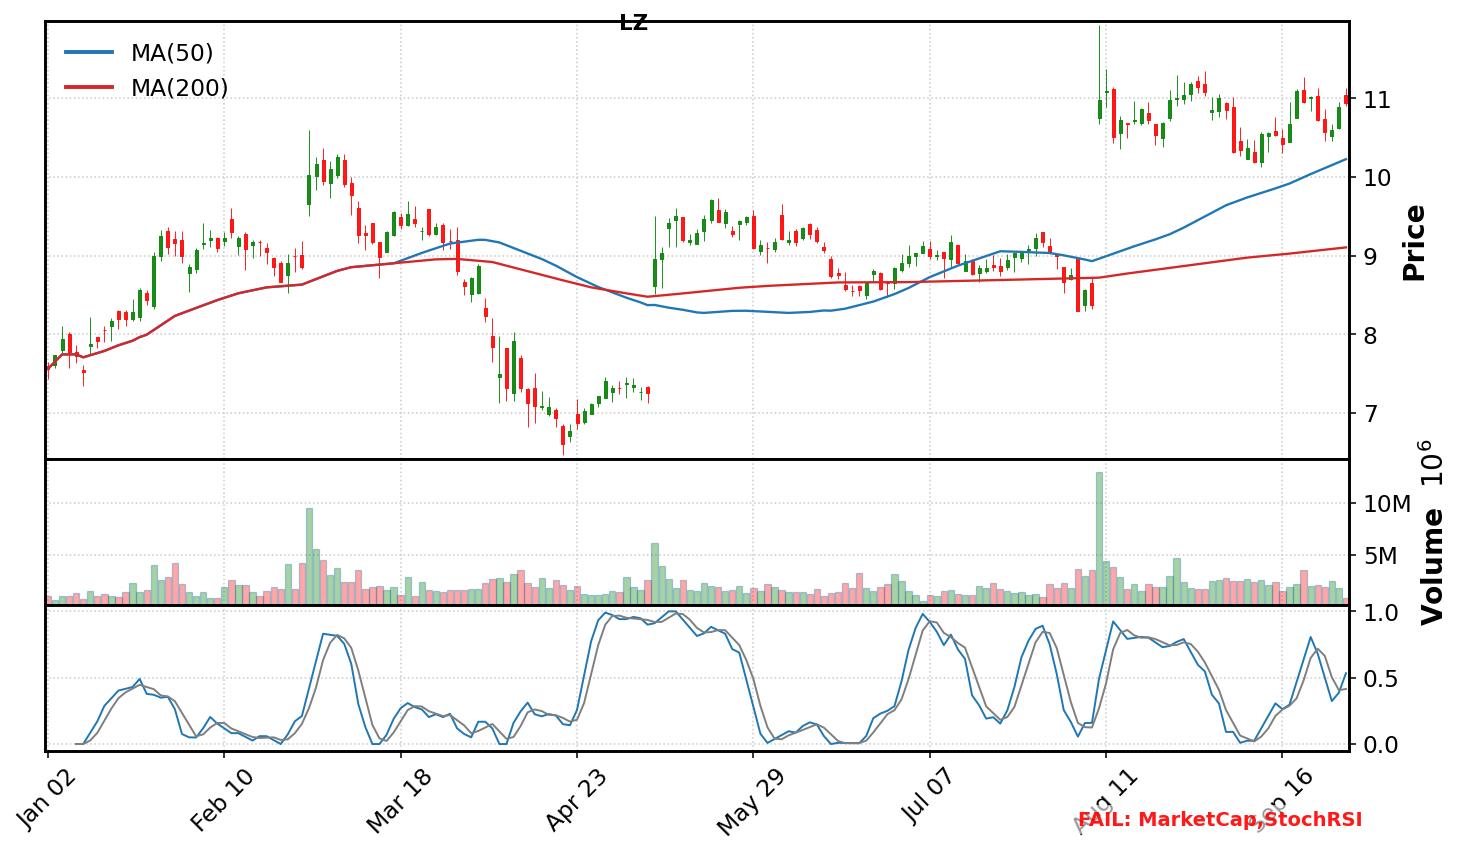 LZ
MA(50)
MA(200)
11
10
9
8
7
Price
10M
5M
Volume 10⁶
1.0
0.5
0.0
Jan 02
Feb 10
Mar 18
Apr 23
May 29
Jul 07
Aug 11
Sep 16
FAIL: MarketCap,StochRSI